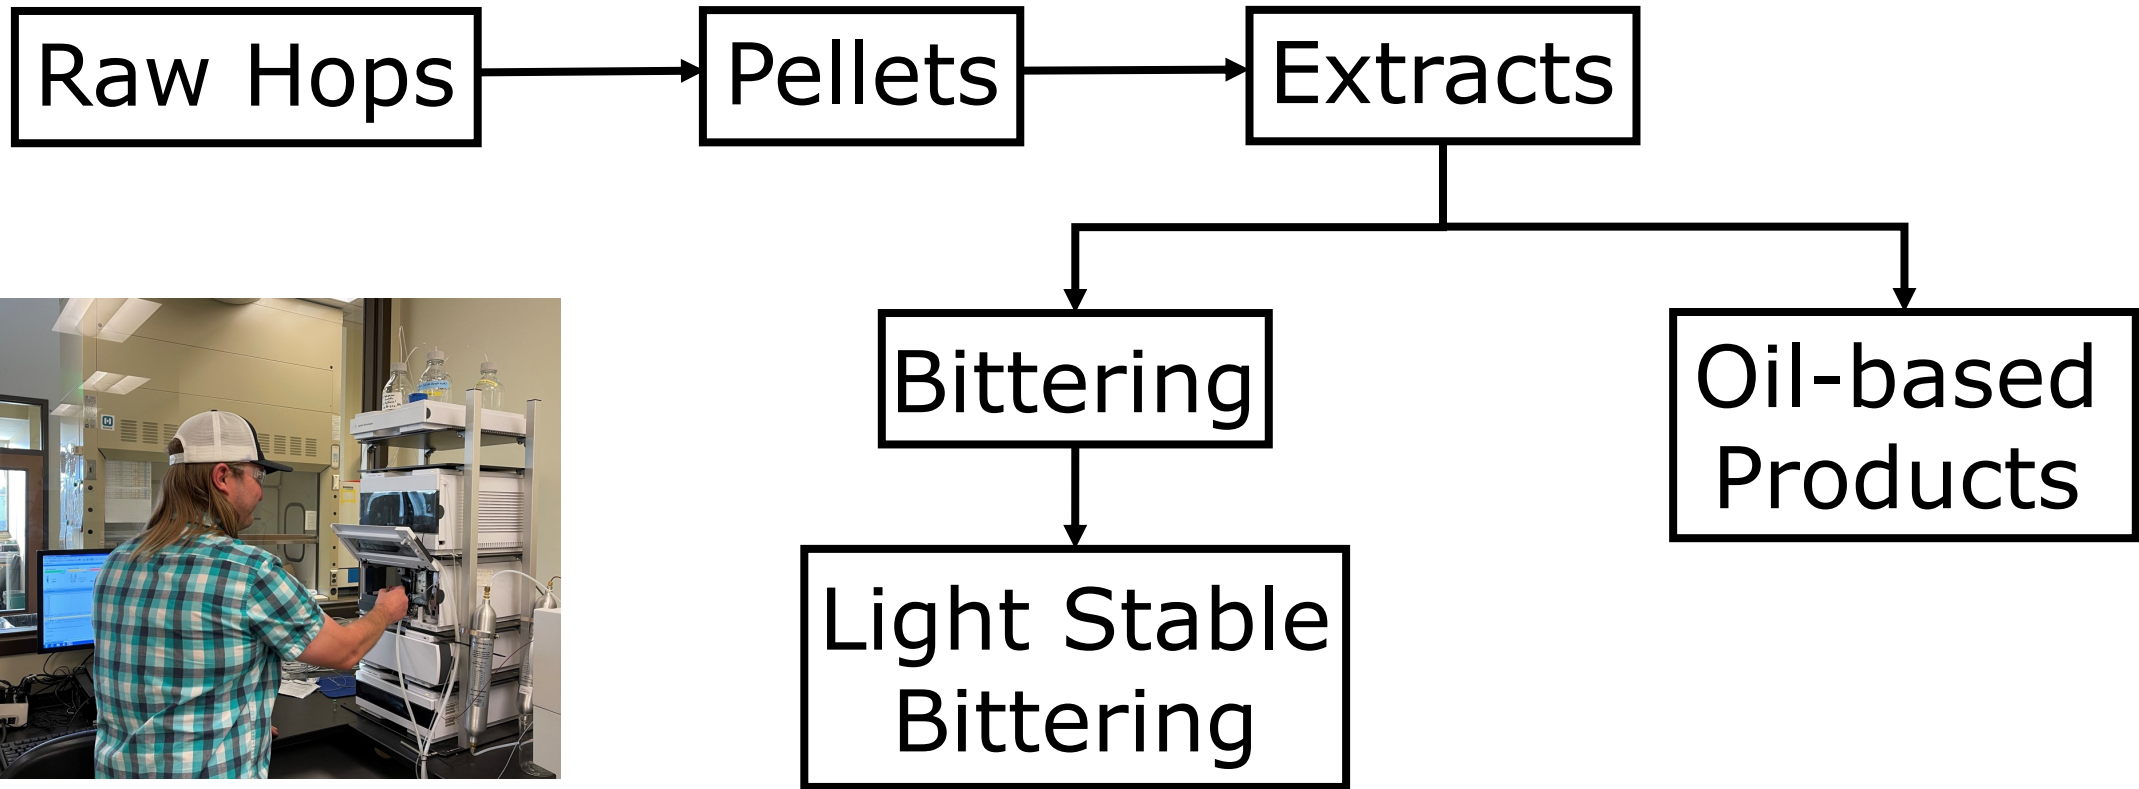 Raw Hops
Pellets
Extracts
Bittering
Oil-based
Products
Light Stable
Bittering